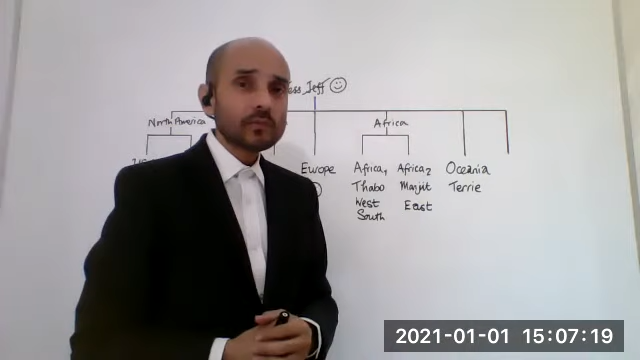 Jeff
North America
Africa
Europe
Africa1
Africa2
Oceania
Thabo
Manjit
Terrie
West
East
South
2021-01-01 15:07:19